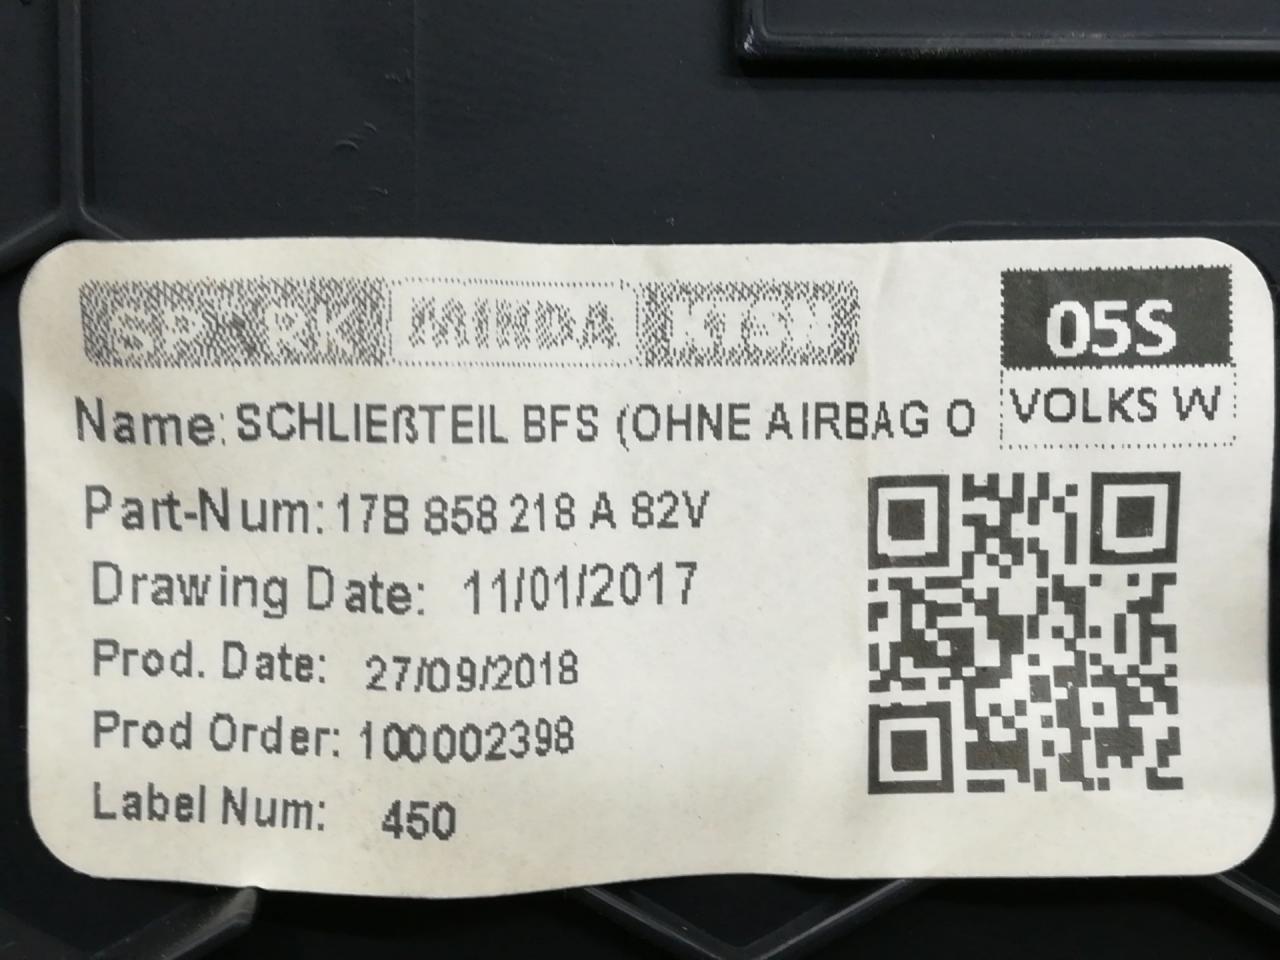 SPARK MINDA KTSN
05S
VOLKS W
Name: SCHLIEßTEIL BFS (OHNE AIRBAG O
Part-Num: 17B 858 218 A 82V
Drawing Date: 11/01/2017
Prod. Date: 27/09/2018
Prod Order: 100002398
Label Num: 450